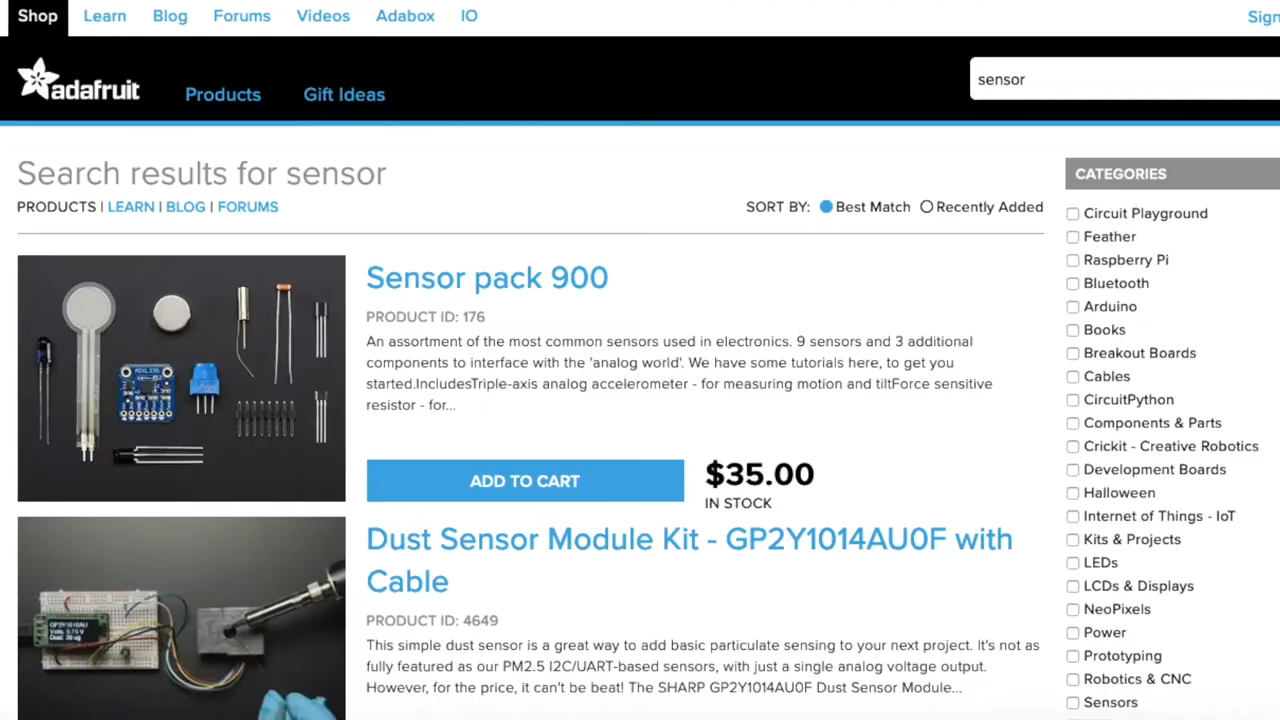 Shop Learn Blog Forums Videos Adabox IO
adafruit Products Gift Ideas
sensor
Search results for sensor
PRODUCTS | LEARN | BLOG | FORUMS
SORT BY: Best Match Recently Added
Sensor pack 900
PRODUCT ID: 176
An assortment of the most common sensors used in electronics. 9 sensors and 3 additional
components to interface with the 'analog world'. We have some tutorials here, to get you
started.IncludesTriple-axis analog accelerometer - for measuring motion and tiltForce sensitive
resistor - for...
ADD TO CART
$35.00
IN STOCK
Dust Sensor Module Kit - GP2Y1014AU0F with
Cable
PRODUCT ID: 4649
This simple dust sensor is a great way to add basic particulate sensing to your next project. It's not as
fully featured as our PM2.5 I2C/UART-based sensors, with just a single analog voltage output.
However, for the price, it can't be beat! The SHARP GP2Y1014AU0F Dust Sensor Module...
CATEGORIES
Circuit Playground
Feather
Raspberry Pi
Bluetooth
Arduino
Books
Breakout Boards
Cables
CircuitPython
Components & Parts
Crickit - Creative Robotics
Development Boards
Halloween
Internet of Things - IoT
Kits & Projects
LEDs
LCDs & Displays
NeoPixels
Power
Prototyping
Robotics & CNC
Sensors